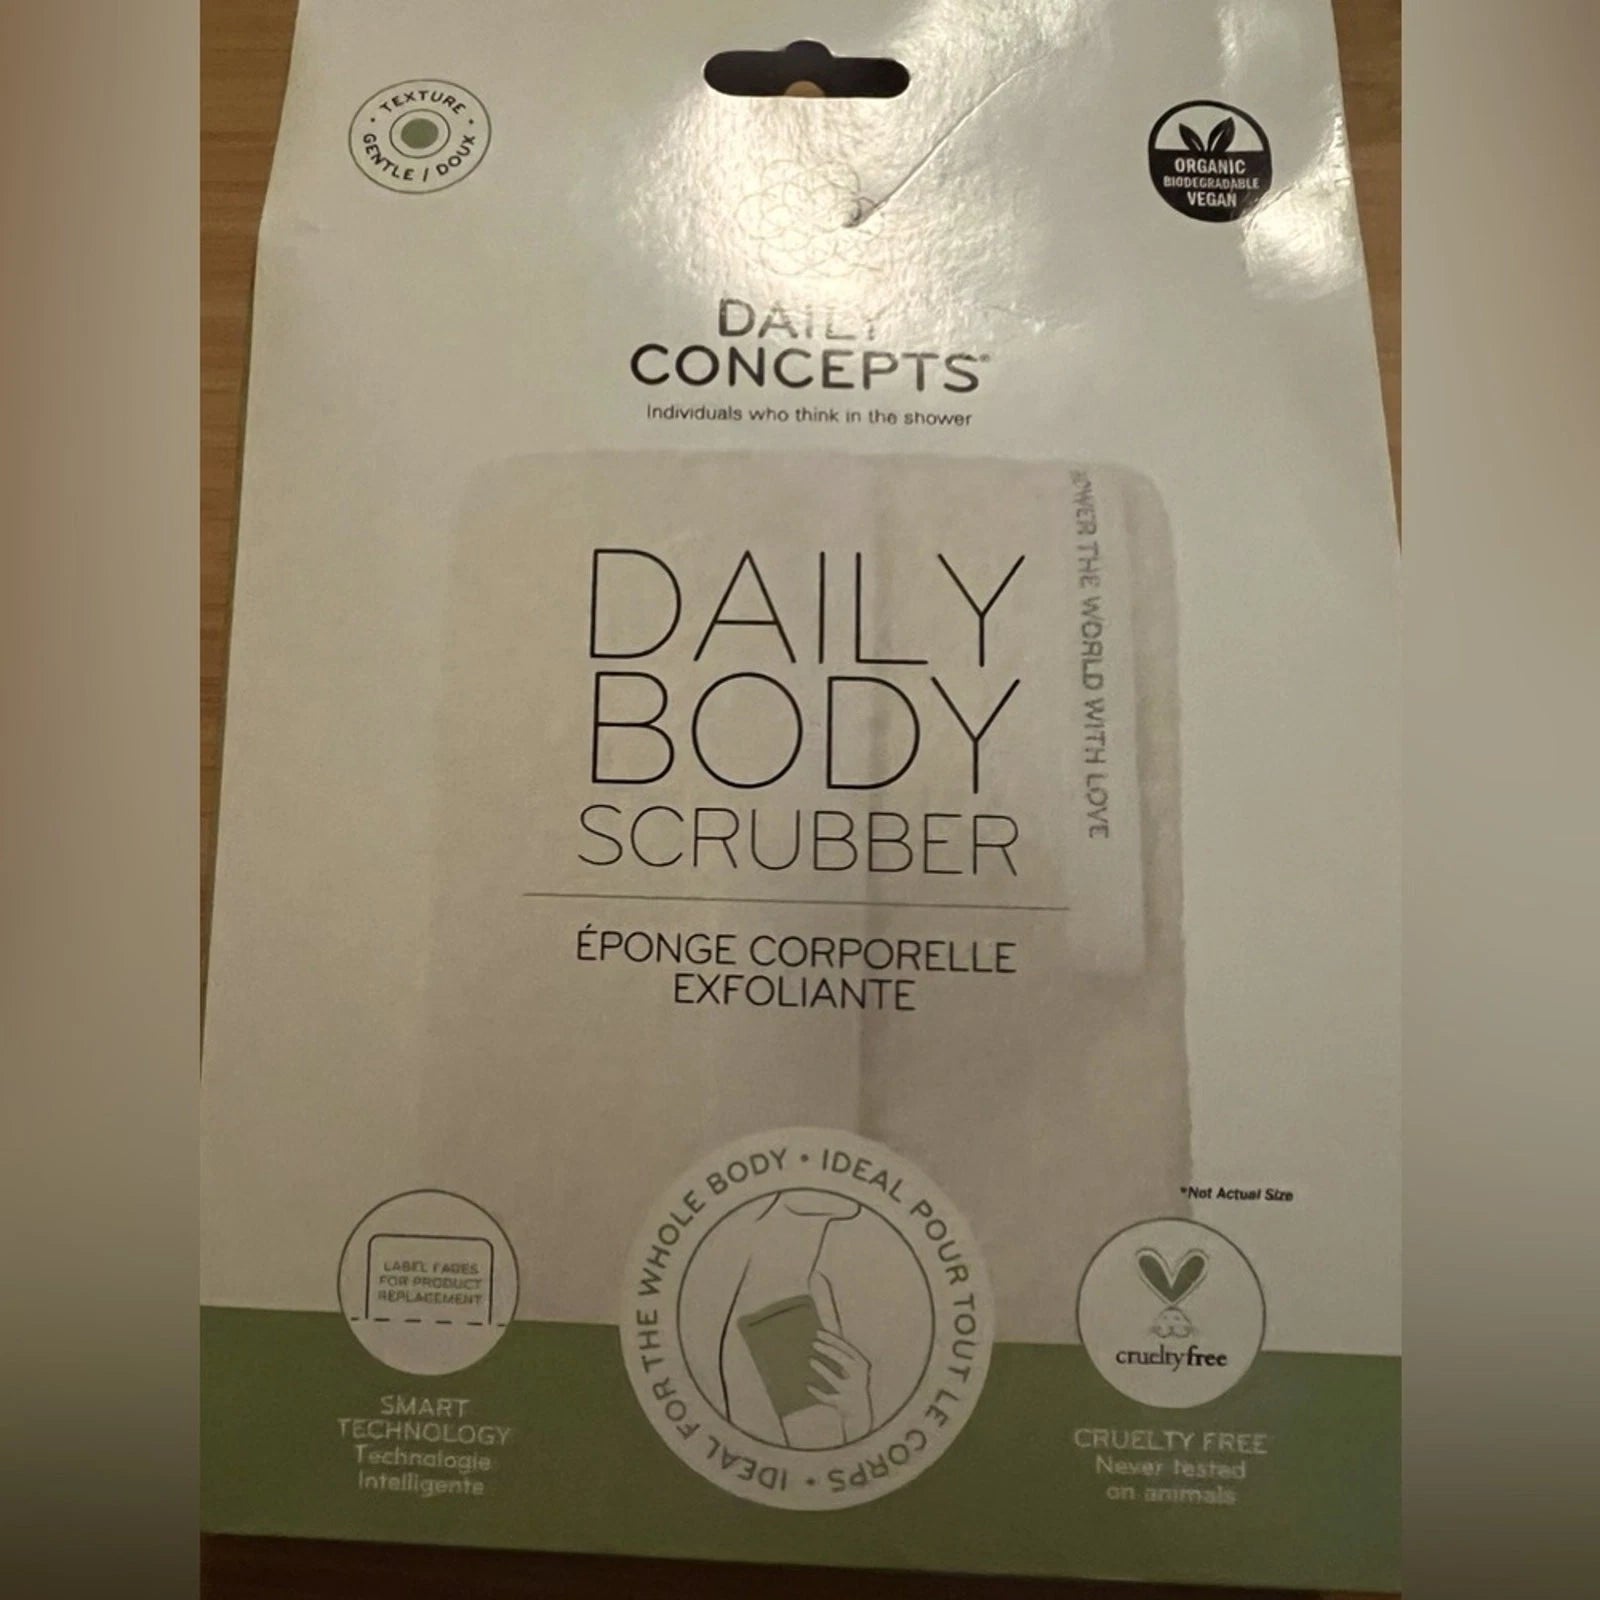 • TEXTURE •
GENTLE / DOUX
ORGANIC
BIODEGRADABLE
VEGAN
DAILY
CONCEPTS®
Individuals who think in the shower
THE WORLD WITH LOVE
DAILY
BODY
SCRUBBER
ÉPONGE CORPORELLE
EXFOLIANTE
*Not Actual Size
LABEL FADES
FOR PRODUCT
REPLACEMENT
SMART
TECHNOLOGY
Technologie
Intelligente
IDEAL FOR THE WHOLE BODY • IDEAL POUR TOUT LE CORPS •
crueltyfree
CRUELTY FREE
Never tested
on animals